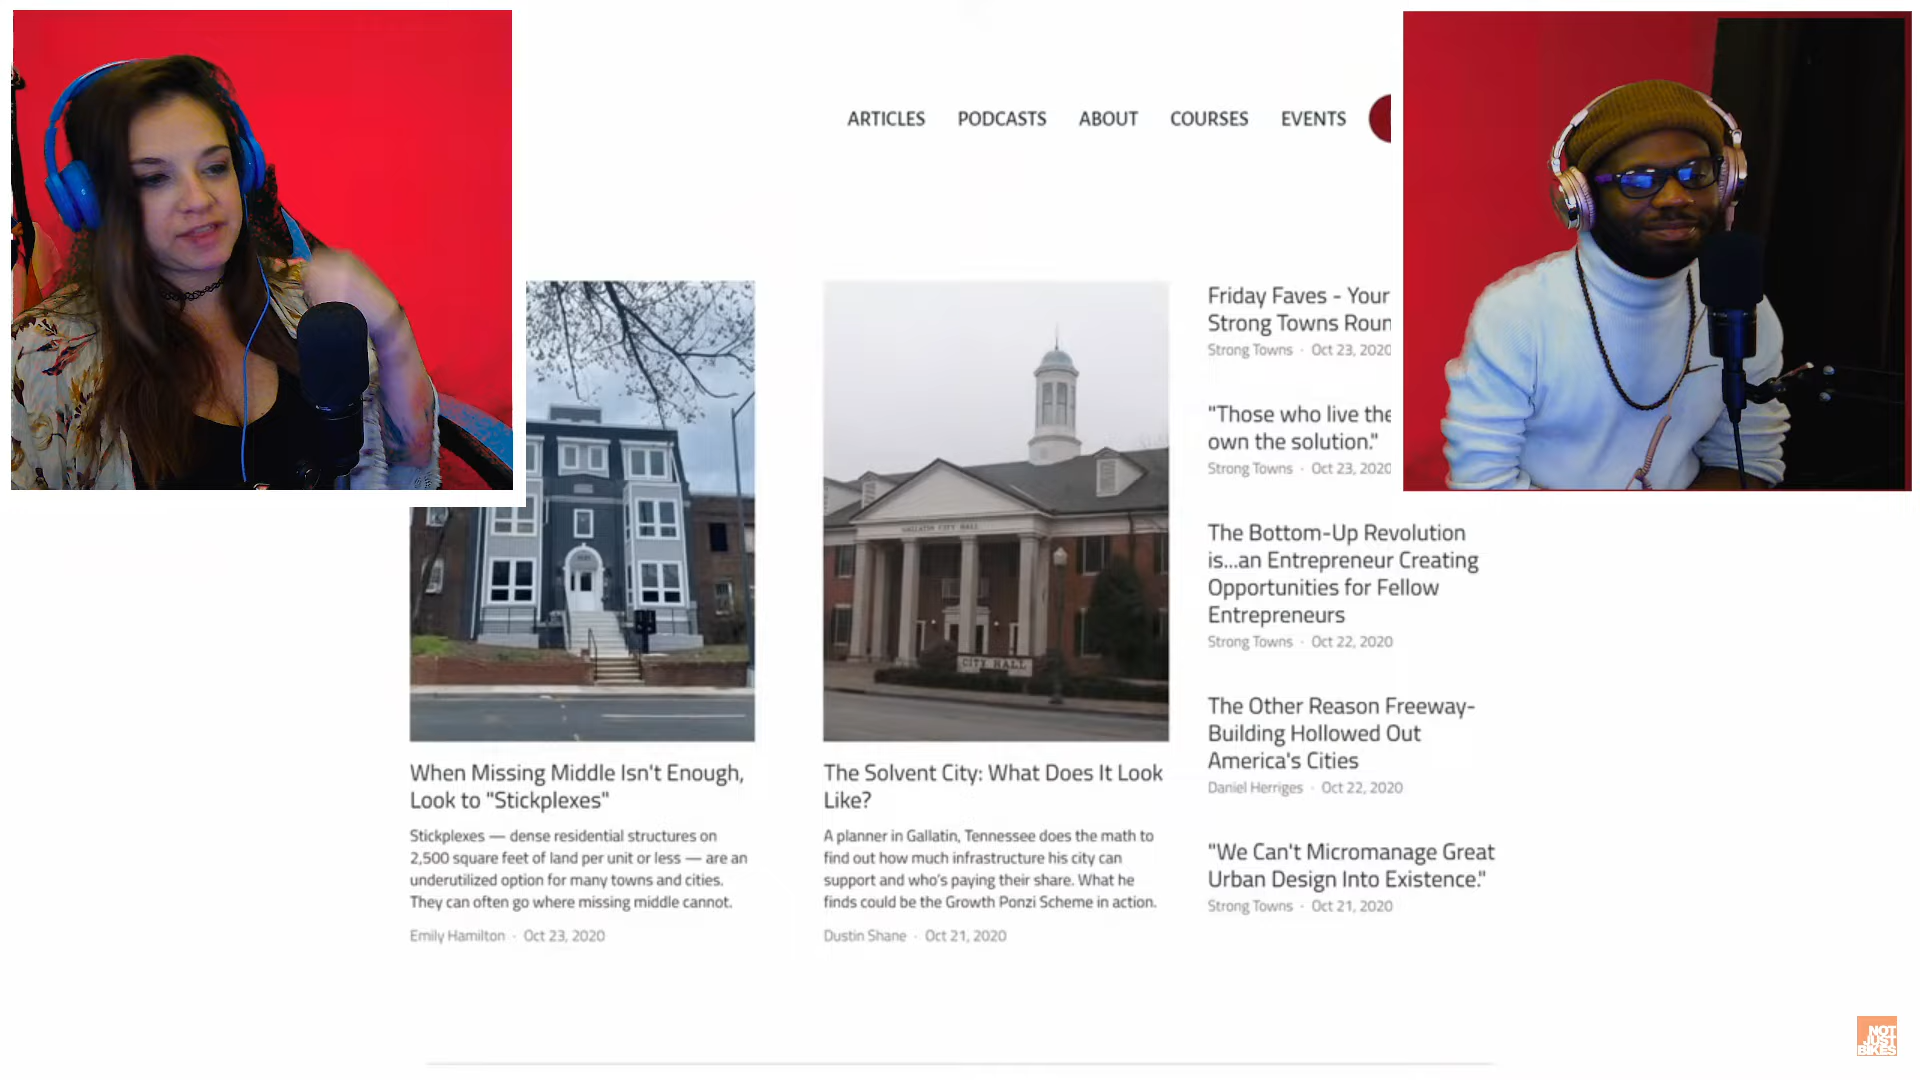 ARTICLES PODCASTS ABOUT COURSES EVENTS
GALLATIN CITY HALL
CITY HALL
When Missing Middle Isn't Enough,
Look to "Stickplexes"
Stickplexes — dense residential structures on
2,500 square feet of land per unit or less — are an
underutilized option for many towns and cities.
They can often go where missing middle cannot.
Emily Hamilton · Oct 23, 2020
The Solvent City: What Does It Look
Like?
A planner in Gallatin, Tennessee does the math to
find out how much infrastructure his city can
support and who's paying their share. What he
finds could be the Growth Ponzi Scheme in action.
Dustin Shane · Oct 21, 2020
Friday Faves - Your
Strong Towns Roun
Strong Towns · Oct 23, 2020
"Those who live the
own the solution."
Strong Towns · Oct 23, 2020
The Bottom-Up Revolution
is...an Entrepreneur Creating
Opportunities for Fellow
Entrepreneurs
Strong Towns · Oct 22, 2020
The Other Reason Freeway-
Building Hollowed Out
America's Cities
Daniel Herriges · Oct 22, 2020
"We Can't Micromanage Great
Urban Design Into Existence."
Strong Towns · Oct 21, 2020
NOT
JUST
BIKES